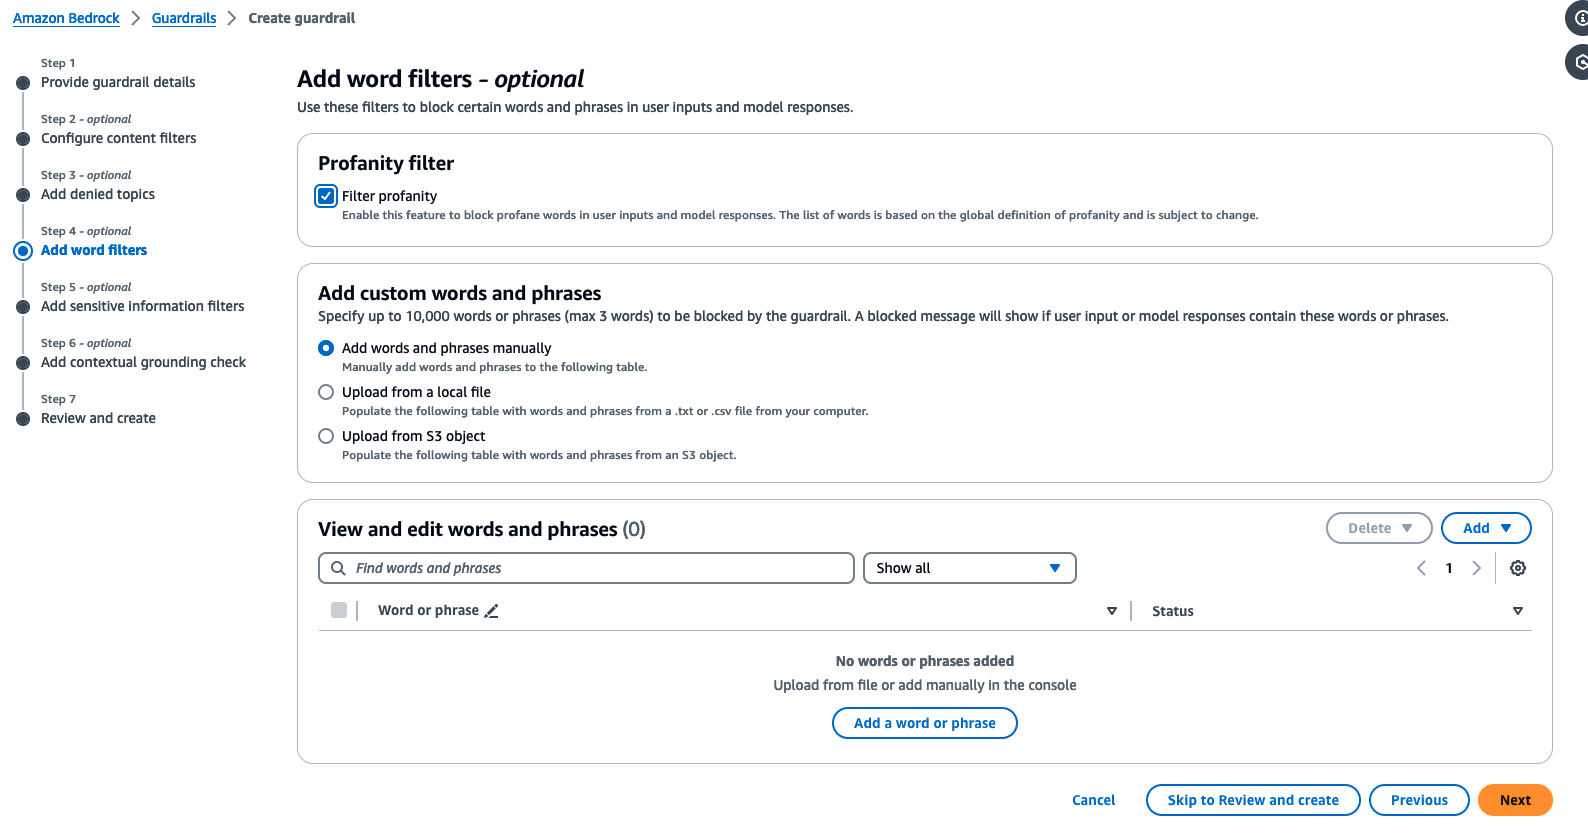 Amazon Bedrock > Guardrails > Create guardrail
Step 1
Provide guardrail details
Step 2 - optional
Configure content filters
Step 3 - optional
Add denied topics
Step 4 - optional
Add word filters
Step 5 - optional
Add sensitive information filters
Step 6 - optional
Add contextual grounding check
Step 7
Review and create
Add word filters - optional
Use these filters to block certain words and phrases in user inputs and model responses.
Profanity filter
Filter profanity
Enable this feature to block profane words in user inputs and model responses. The list of words is based on the global definition of profanity and is subject to change.
Add custom words and phrases
Specify up to 10,000 words or phrases (max 3 words) to be blocked by the guardrail. A blocked message will show if user input or model responses contain these words or phrases.
Add words and phrases manually
Manually add words and phrases to the following table.
Upload from a local file
Populate the following table with words and phrases from a .txt or .csv file from your computer.
Upload from S3 object
Populate the following table with words and phrases from an S3 object.
View and edit words and phrases (0)
Delete
Add
Find words and phrases
Show all
1
Word or phrase
Status
No words or phrases added
Upload from file or add manually in the console
Add a word or phrase
Cancel
Skip to Review and create
Previous
Next